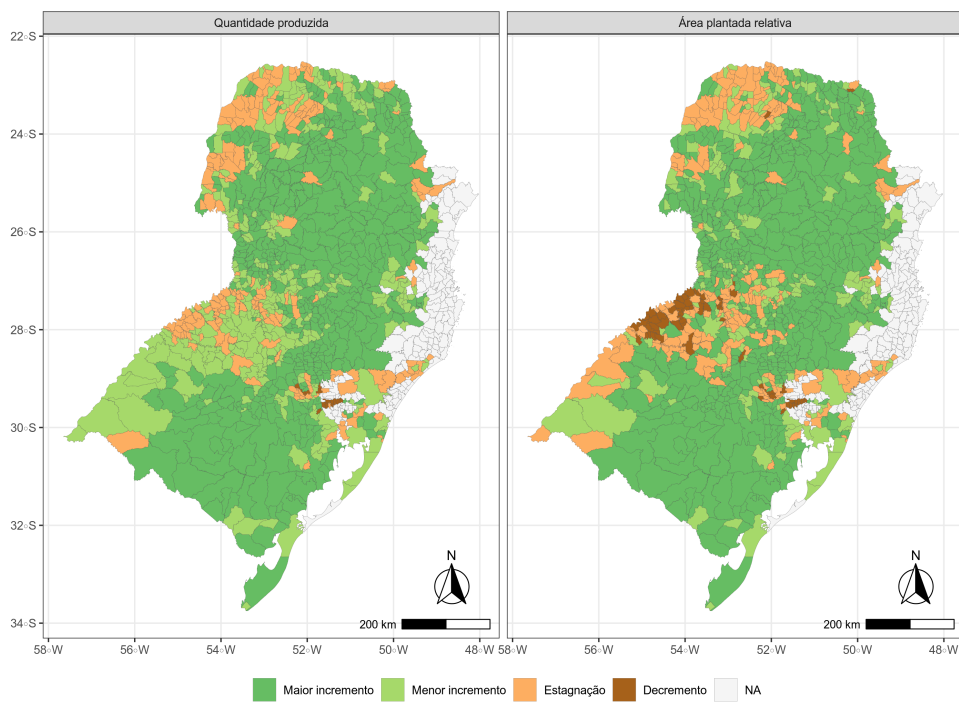 Quantidade produzida
Área plantada relativa
22°S
24°S
26°S
28°S
30°S
32°S
34°S
N
200 km
N
200 km
58°W 56°W 54°W 52°W 50°W 48°W
58°W 56°W 54°W 52°W 50°W 48°W
Maior incremento Menor incremento Estagnação Decremento NA